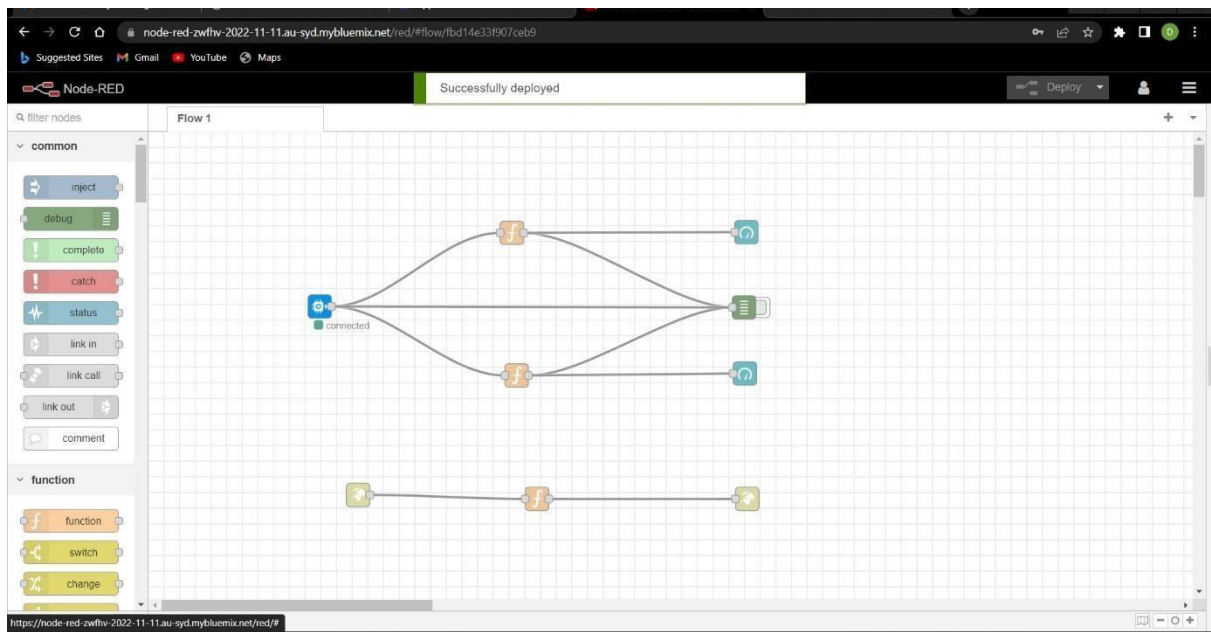 node-red-zwfhv-2022-11-11.au-syd.mybluemix.net/red/#flow/fbd14e33f907ceb9
D
Suggested Sites
Gmail
YouTube
Maps
Node-RED
Successfully deployed
Deploy
filter nodes
Flow 1
common
inject
debug
complete
catch
status
link in
link call
link out
comment
connected
function
function
switch
change
https://node-red-zwfhv-2022-11-11.au-syd.mybluemix.net/red/#